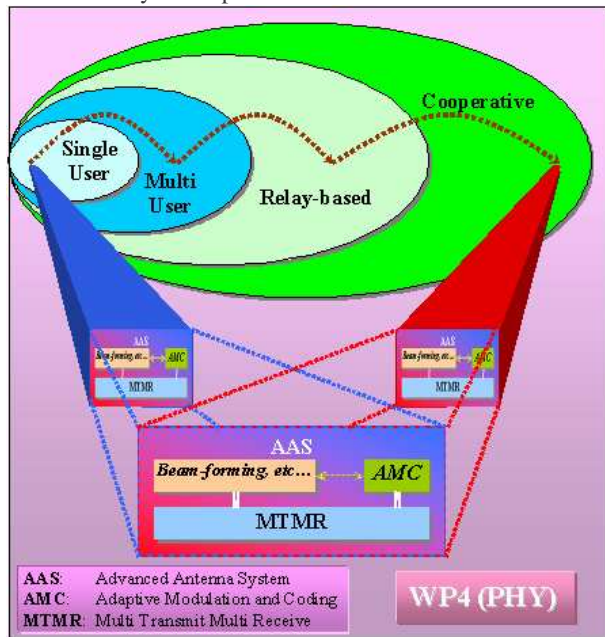 Cooperative
Single
User
Multi
User
Relay-based
AAS
Beam-forming, etc...
AMC
MTMR
AAS
Beam-forming, etc...
AMC
MTMR
AAS
Beam-forming, etc...
AMC
MTMR
AAS: Advanced Antenna System
AMC: Adaptive Modulation and Coding
MTMR: Multi Transmit Multi Receive
WP4 (PHY)